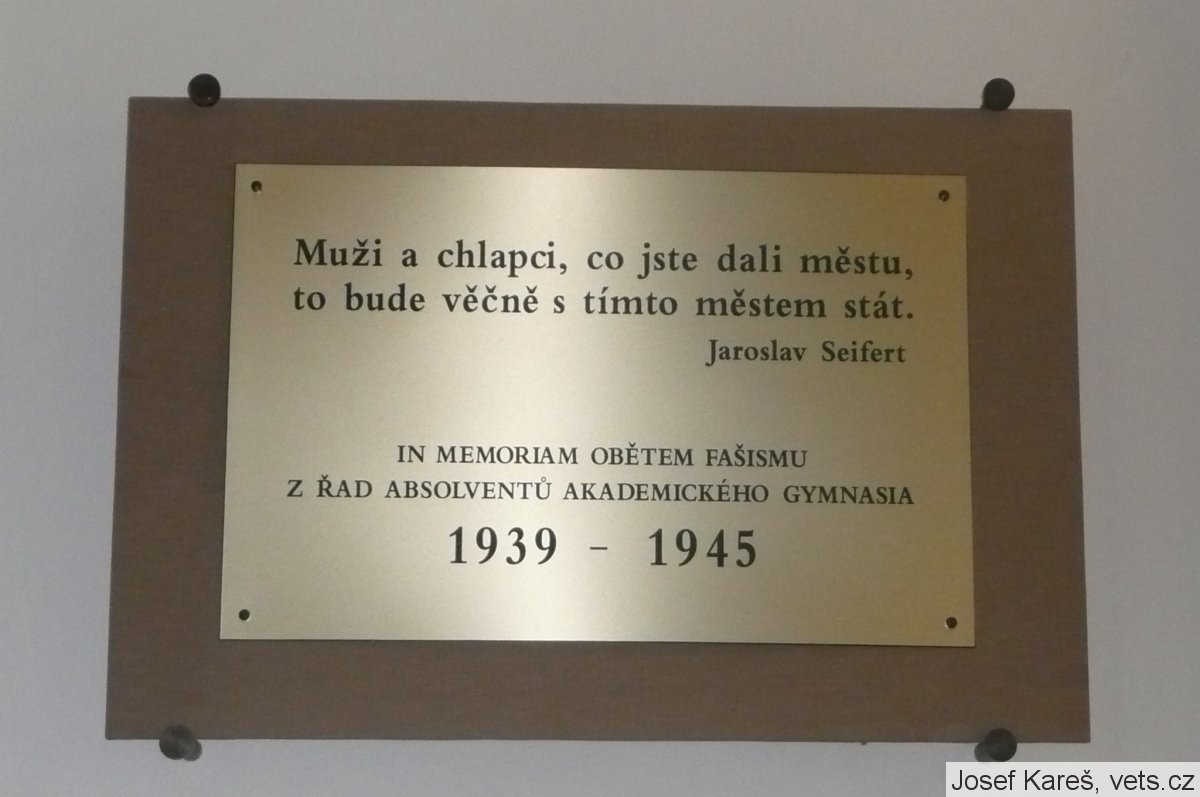 Muži a chlapci, co jste dali městu,
to bude věčně s tímto městem stát.
Jaroslav Seifert
IN MEMORIAM OBĚTEM FAŠISMU
Z ŘAD ABSOLVENTŮ AKADEMICKÉHO GYMNASIA
1939 - 1945
Josef Kareš, vets.cz